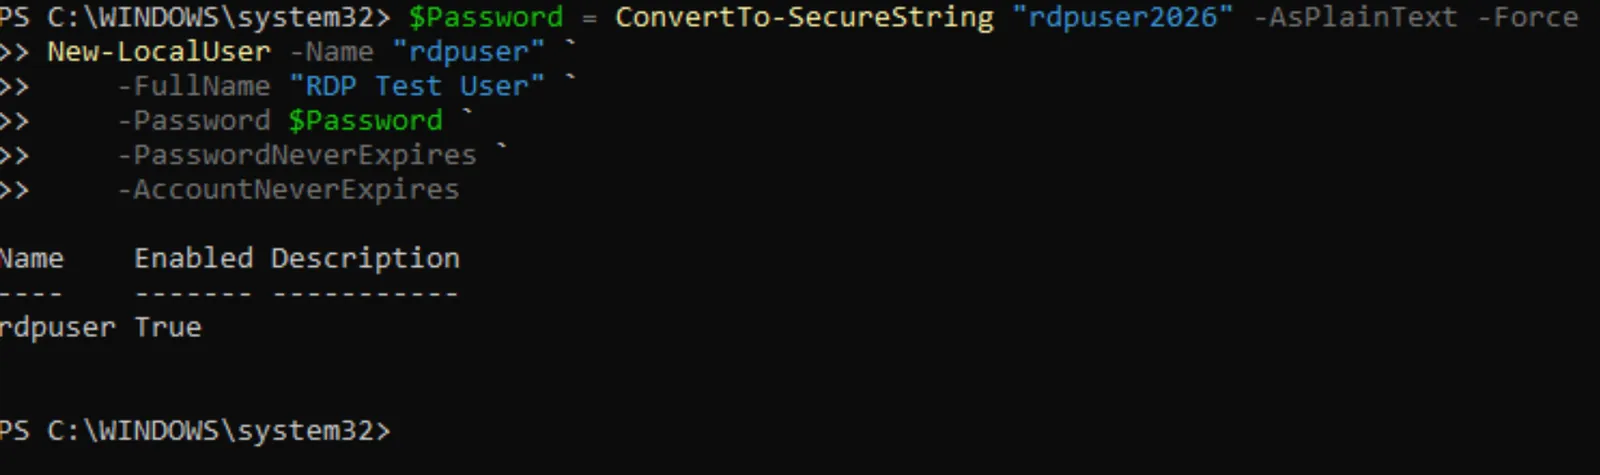 PS C:\WINDOWS\system32> $Password = ConvertTo-SecureString "rdpuser2026" -AsPlainText -Force
>> New-LocalUser -Name "rdpuser" `
>>     -FullName "RDP Test User" `
>>     -Password $Password `
>>     -PasswordNeverExpires `
>>     -AccountNeverExpires

Name    Enabled Description
----    ------- -----------
rdpuser True

PS C:\WINDOWS\system32>